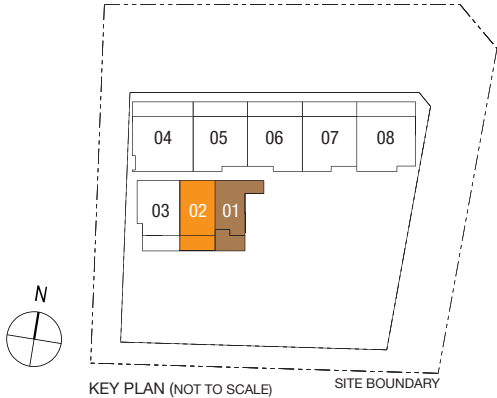 04 05 06 07 08
03 02 01
N
KEY PLAN (NOT TO SCALE)
SITE BOUNDARY